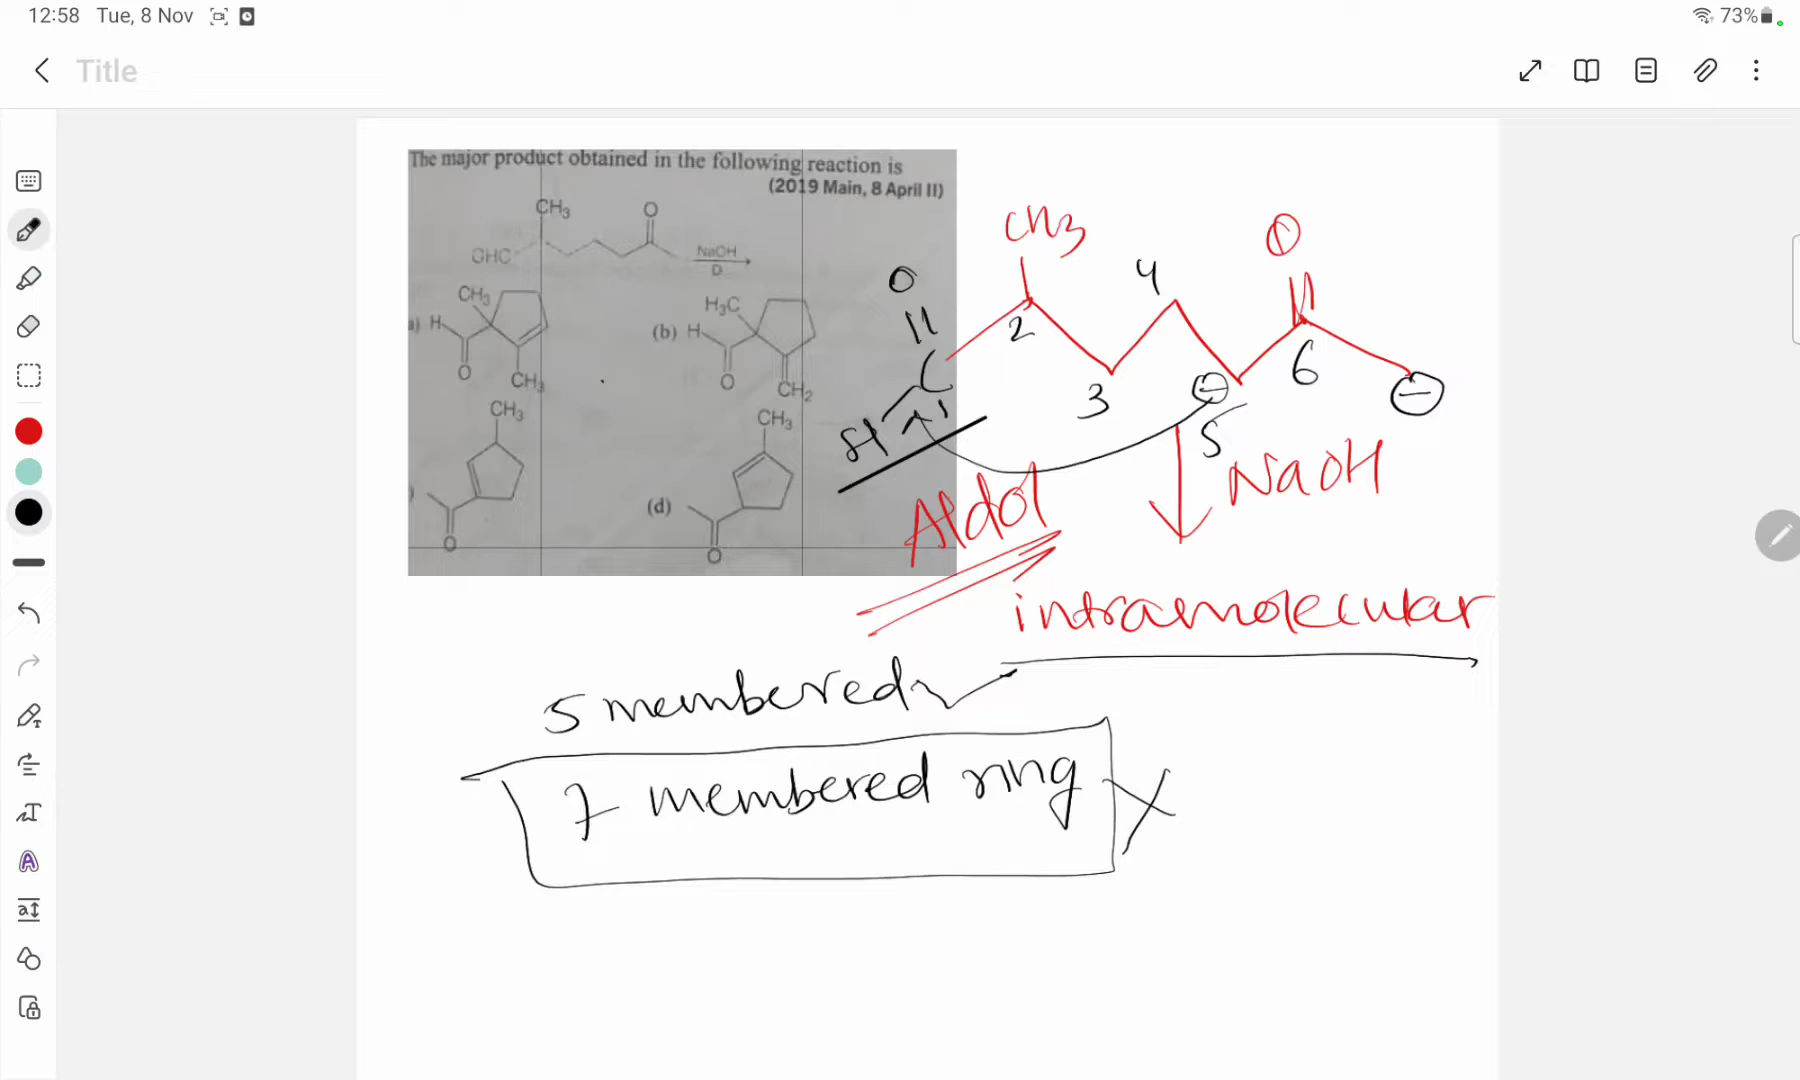 12:58 Tue, 8 Nov
73%
Title
The major product obtained in the following reaction is
(2019 Main, 8 April II)
CH3
O
OHC
NaOH
D
CH3
a) H
O
CH3
H3C
(b) H
O
CH2
CH3
)
O
CH3
(d)
O
CH3
O
O
C
H
1
2
3
4
5
6
NaOH
Aldol
intramolecular
5 membered
7 membered ring